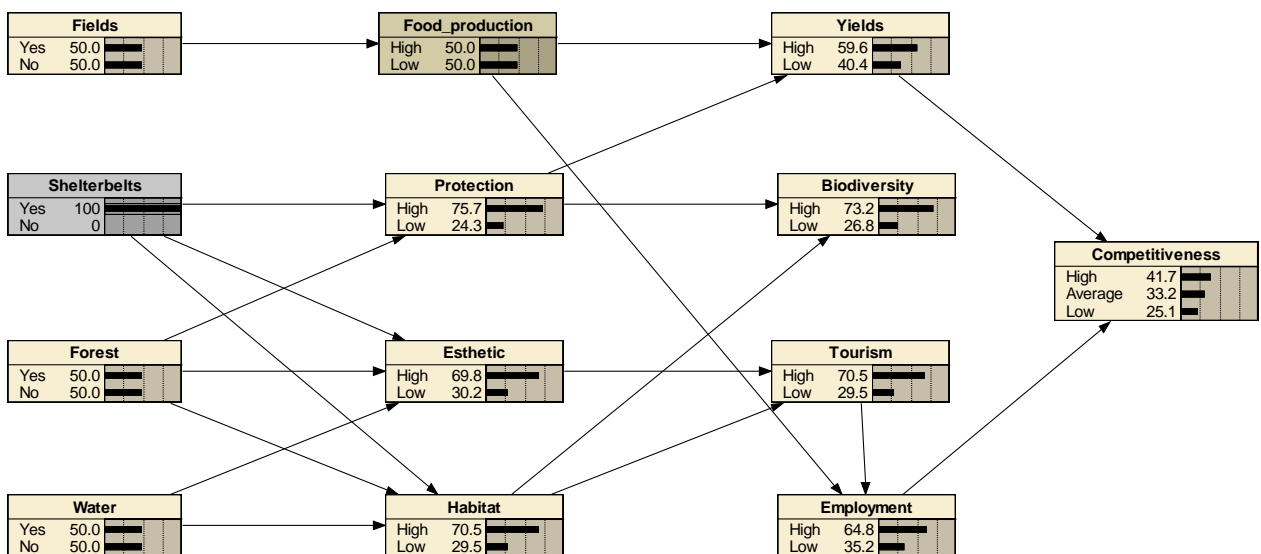 Fields
Yes 50.0
No 50.0
Food_production
High 50.0
Low 50.0
Yields
High 59.6
Low 40.4
Shelterbelts
Yes 100
No 0
Protection
High 75.7
Low 24.3
Biodiversity
High 73.2
Low 26.8
Competitiveness
High 41.7
Average 33.2
Low 25.1
Forest
Yes 50.0
No 50.0
Esthetic
High 69.8
Low 30.2
Tourism
High 70.5
Low 29.5
Water
Yes 50.0
No 50.0
Habitat
High 70.5
Low 29.5
Employment
High 64.8
Low 35.2